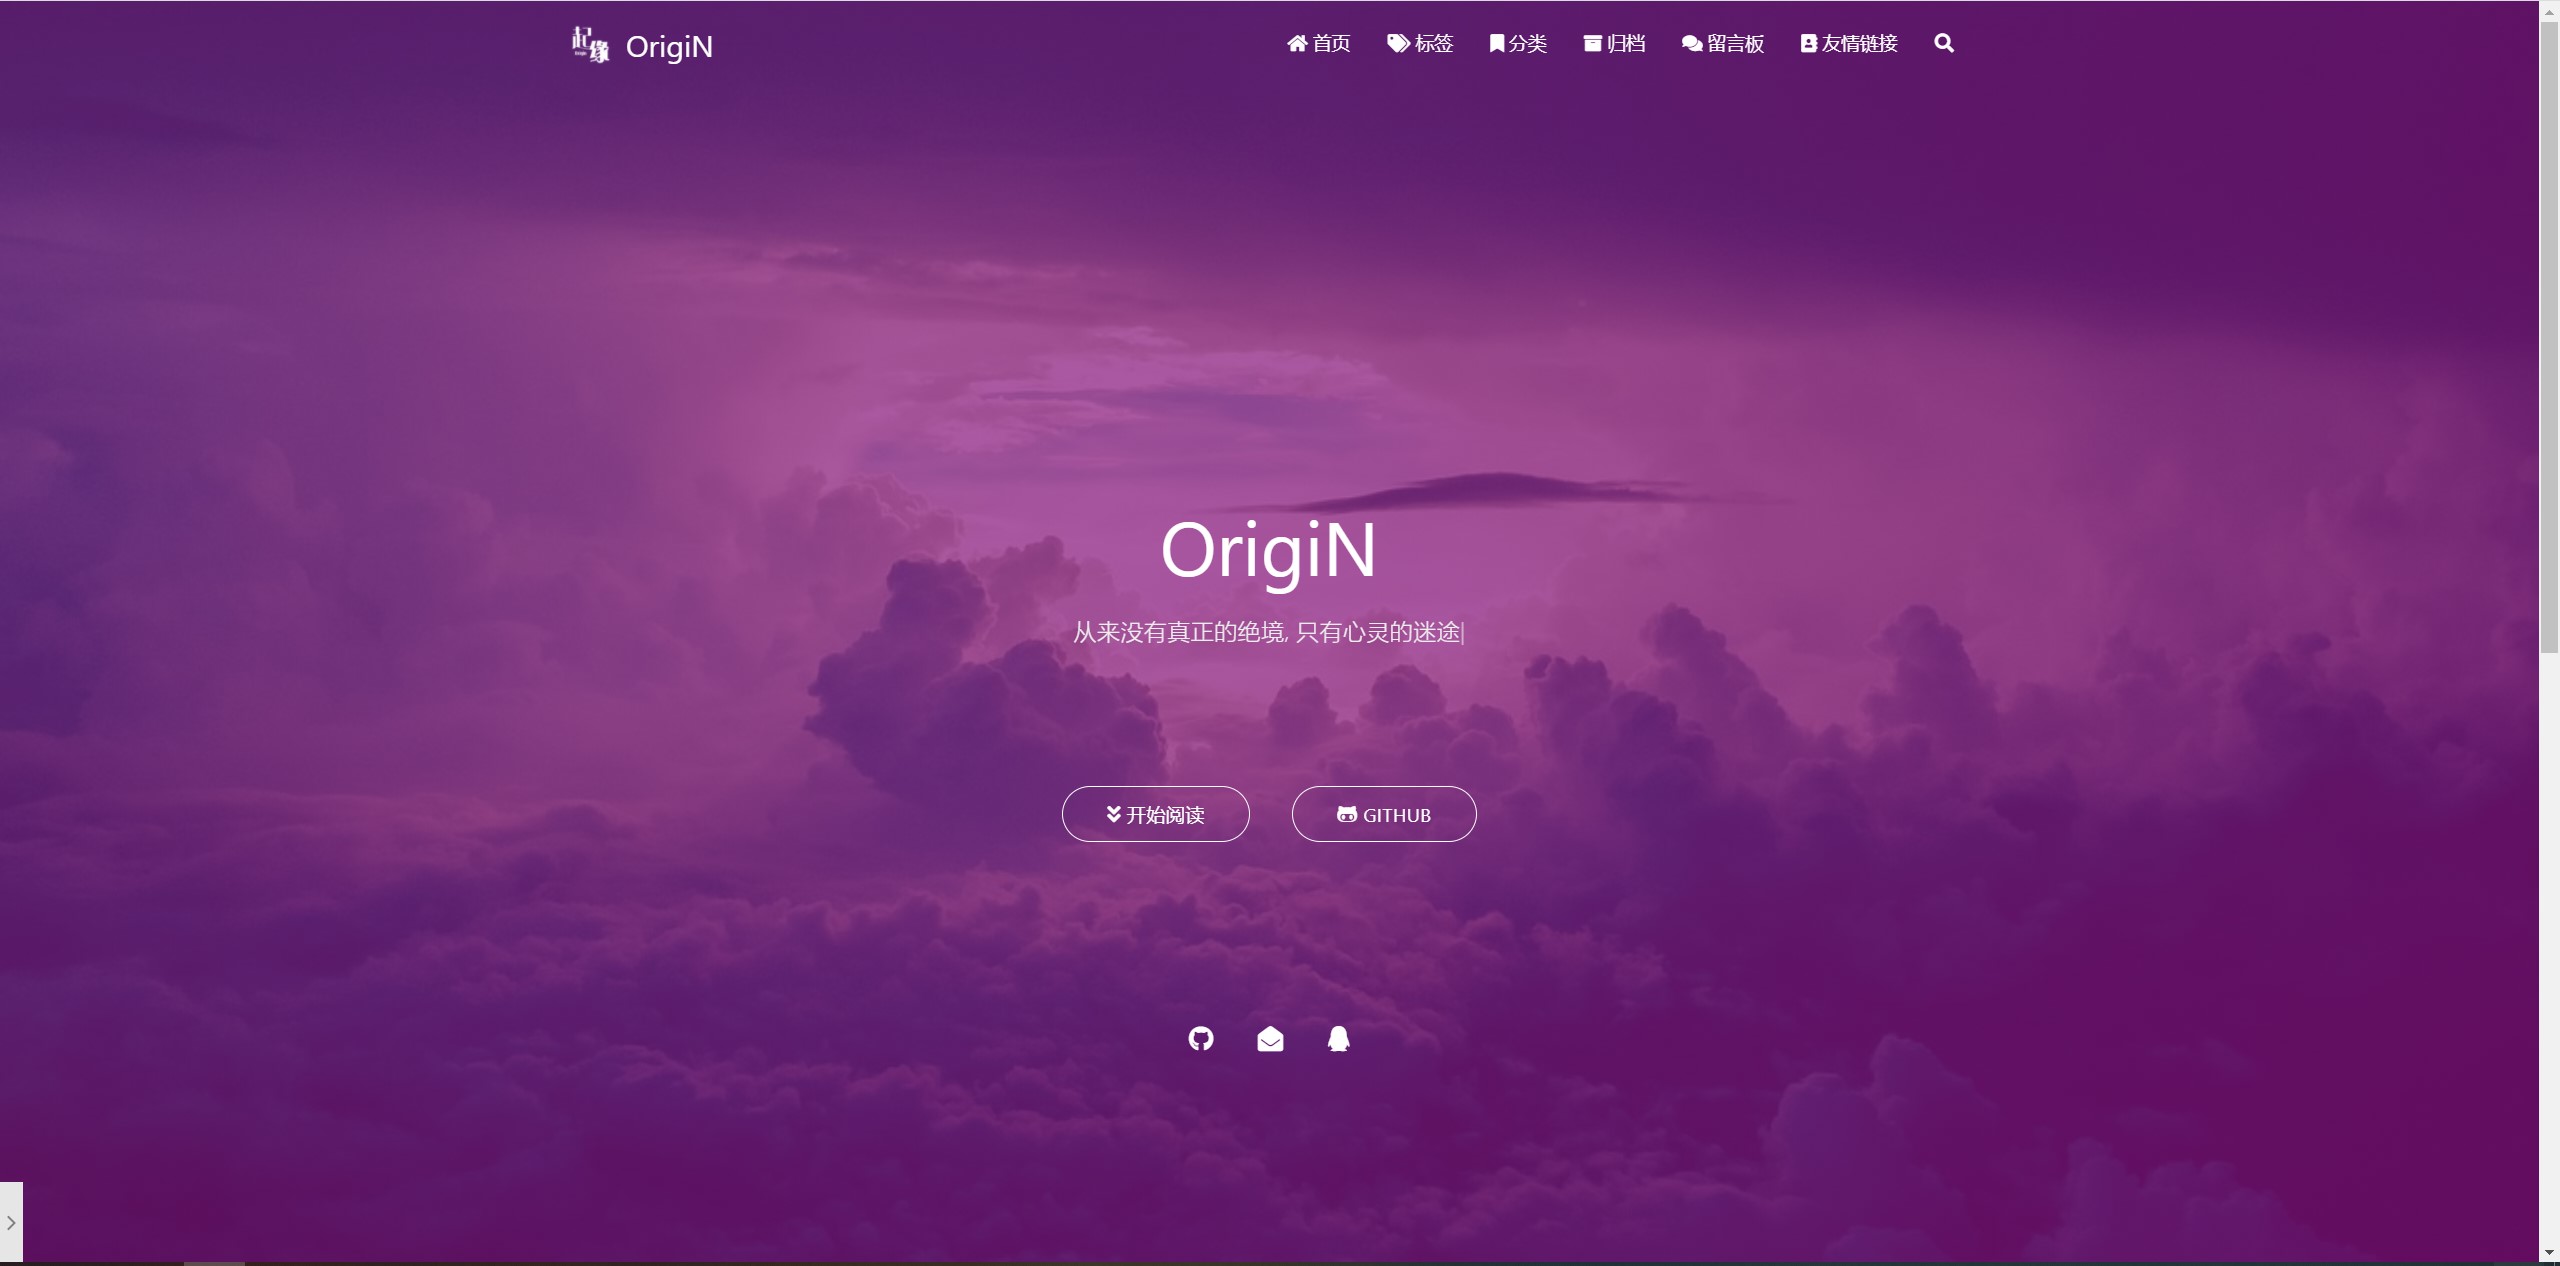 起缘 OrigiN 首页 标签 分类 归档 留言板 友情链接
OrigiN
从来没有真正的绝境, 只有心灵的迷途|
开始阅读 GITHUB